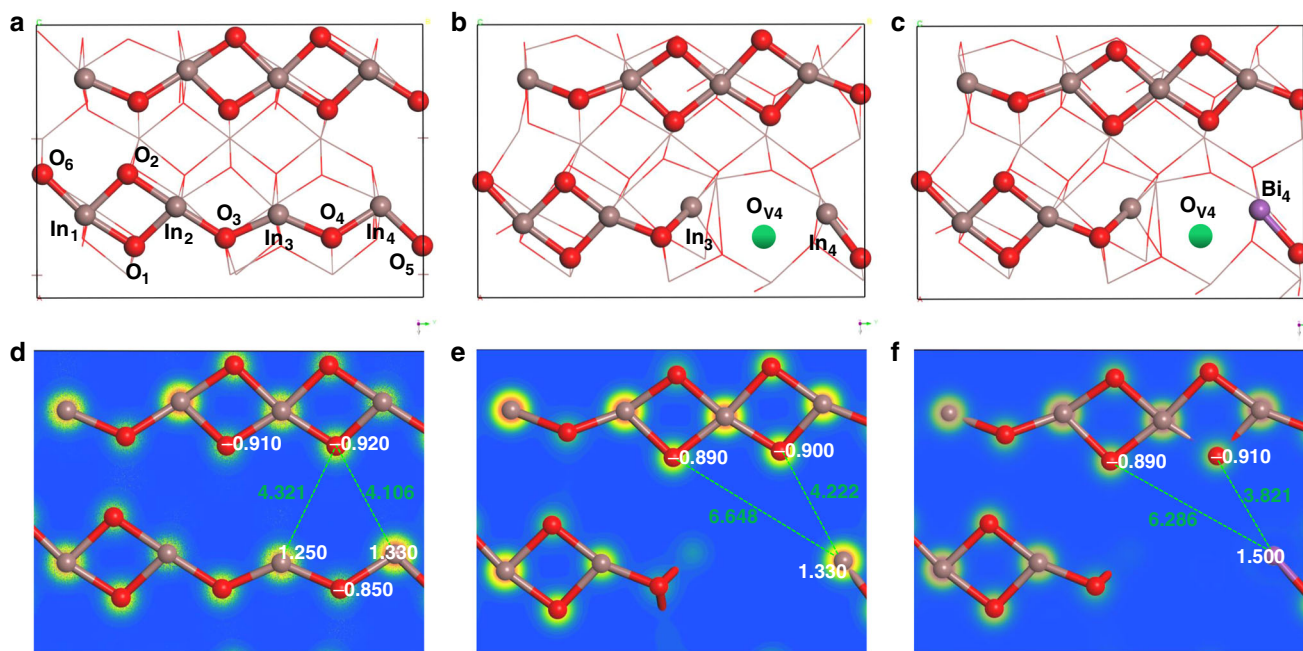 a
b
c
O6
O2
In1
In2
O3
In3
O4
In4
O1
O5
OV4
In3
In4
Bi4
OV4
d
e
f
–0.910
–0.920
4.321
4.106
1.250
1.330
–0.850
–0.890
–0.900
4.222
6.648
1.330
–0.890
–0.910
3.821
6.286
1.500